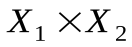 X₁ × X₂